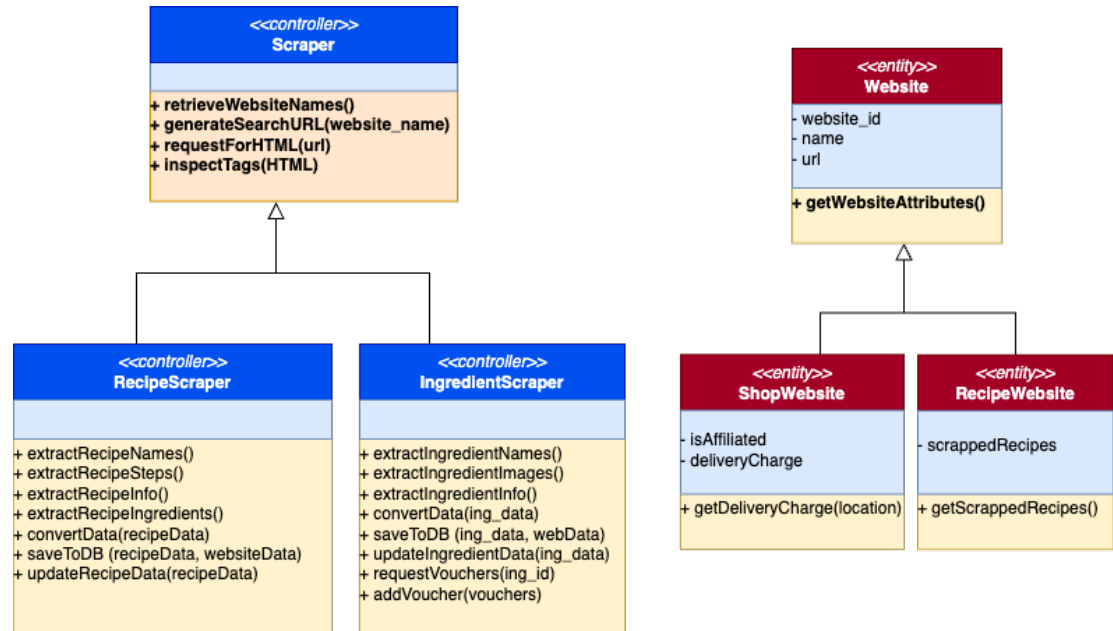 <<controller>>
Scraper
+ retrieveWebsiteNames()
+ generateSearchURL(website_name)
+ requestForHTML(url)
+ inspectTags(HTML)
<<entity>>
Website
- website_id
- name
- url
+ getWebsiteAttributes()
<<controller>>
RecipeScraper
+ extractRecipeNames()
+ extractRecipeSteps()
+ extractRecipeInfo()
+ extractRecipeIngredients()
+ convertData(recipeData)
+ saveToDB (recipeData, websiteData)
+ updateRecipeData(recipeData)
<<controller>>
IngredientScraper
+ extractIngredientNames()
+ extractIngredientImages()
+ extractIngredientInfo()
+ convertData(ing_data)
+ saveToDB (ing_data, webData)
+ updateIngredientData(ing_data)
+ requestVouchers(ing_id)
+ addVoucher(vouchers)
<<entity>>
ShopWebsite
- isAffiliated
- deliveryCharge
+ getDeliveryCharge(location)
<<entity>>
RecipeWebsite
- scrappedRecipes
+ getScrappedRecipes()